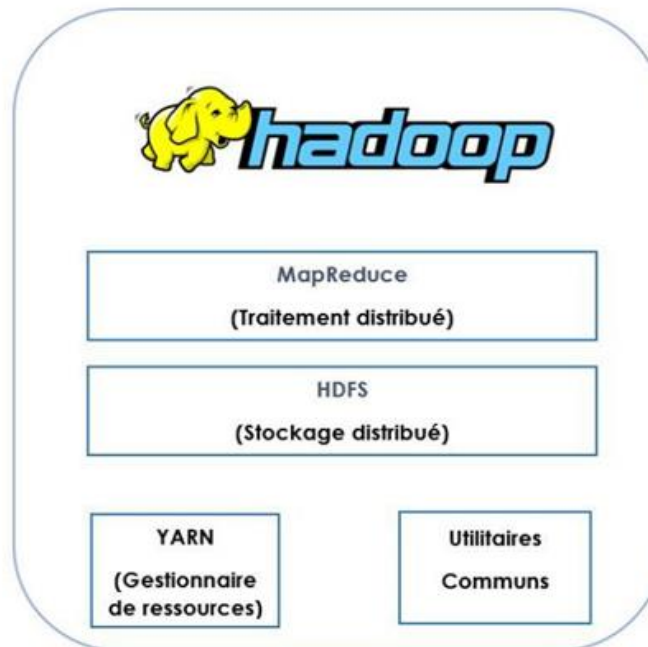 hadoop
MapReduce
(Traitement distribué)
HDFS
(Stockage distribué)
YARN
(Gestionnaire
de ressources)
Utilitaires
Communs